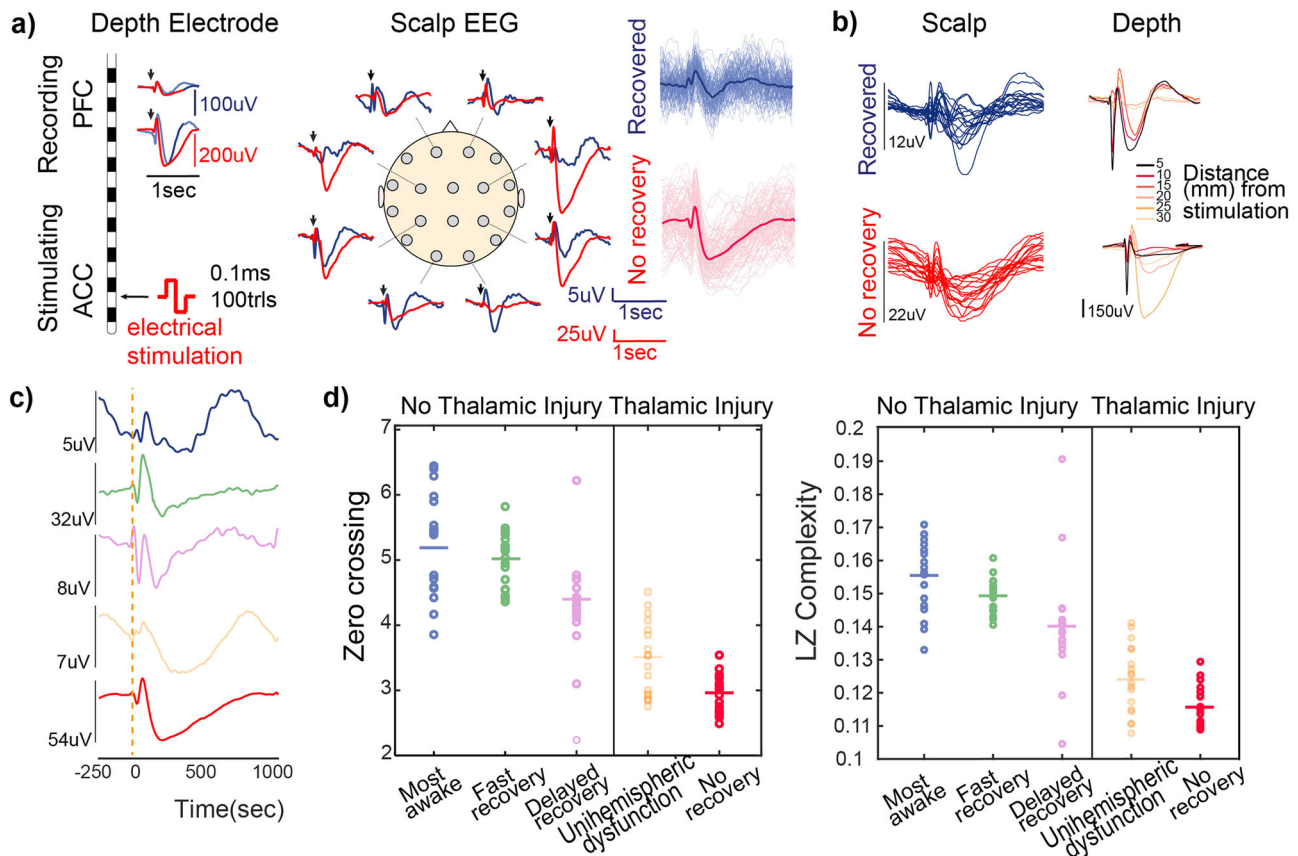 a)
Depth Electrode
Recording
PFC
100uV
200uV
1sec
Stimulating
ACC
0.1ms
100trls
electrical
stimulation
Scalp EEG
5uV
1sec
25uV
1sec
Recovered
No recovery
b)
Scalp
Depth
Recovered
12uV
5
10
15
20
25
30
Distance
(mm) from
stimulation
No recovery
22uV
150uV
c)
5uV
32uV
8uV
7uV
54uV
-250
0
500
1000
Time(sec)
d)
No Thalamic Injury
Thalamic Injury
Zero crossing
7
6
5
4
3
2
Most
awake
Fast
recovery
Delayed
recovery
Unihemispheric
dysfunction
No
recovery
No Thalamic Injury
Thalamic Injury
LZ Complexity
0.2
0.19
0.18
0.17
0.16
0.15
0.14
0.13
0.12
0.11
0.1
Most
awake
Fast
recovery
Delayed
recovery
Unihemispheric
dysfunction
No
recovery